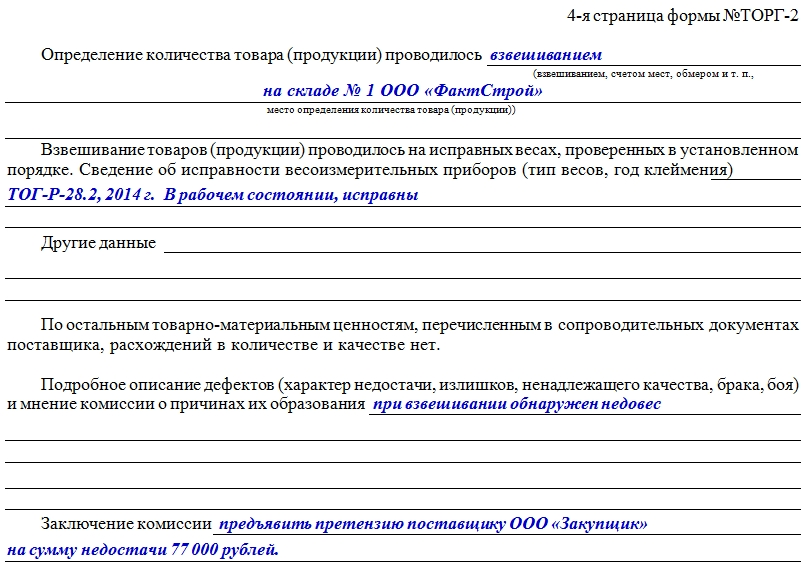 4-я страница формы №ТОРГ-2
Определение количества товара (продукции) проводилось взвешиванием
(взвешиванием, счетом мест, обмером и т. п.,
на складе № 1 ООО «ФактСтрой»
место определения количества товара (продукции))
Взвешивание товаров (продукции) проводилось на исправных весах, проверенных в установленном
порядке. Сведение об исправности весоизмерительных приборов (тип весов, год клеймения)
ТОГ-Р-28.2, 2014 г. В рабочем состоянии, исправны
Другие данные
По остальным товарно-материальным ценностям, перечисленным в сопроводительных документах
поставщика, расхождений в количестве и качестве нет.
Подробное описание дефектов (характер недостачи, излишков, ненадлежащего качества, брака, боя)
и мнение комиссии о причинах их образования при взвешивании обнаружен недовес
Заключение комиссии предъявить претензию поставщику ООО «Закупщик»
на сумму недостачи 77 000 рублей.